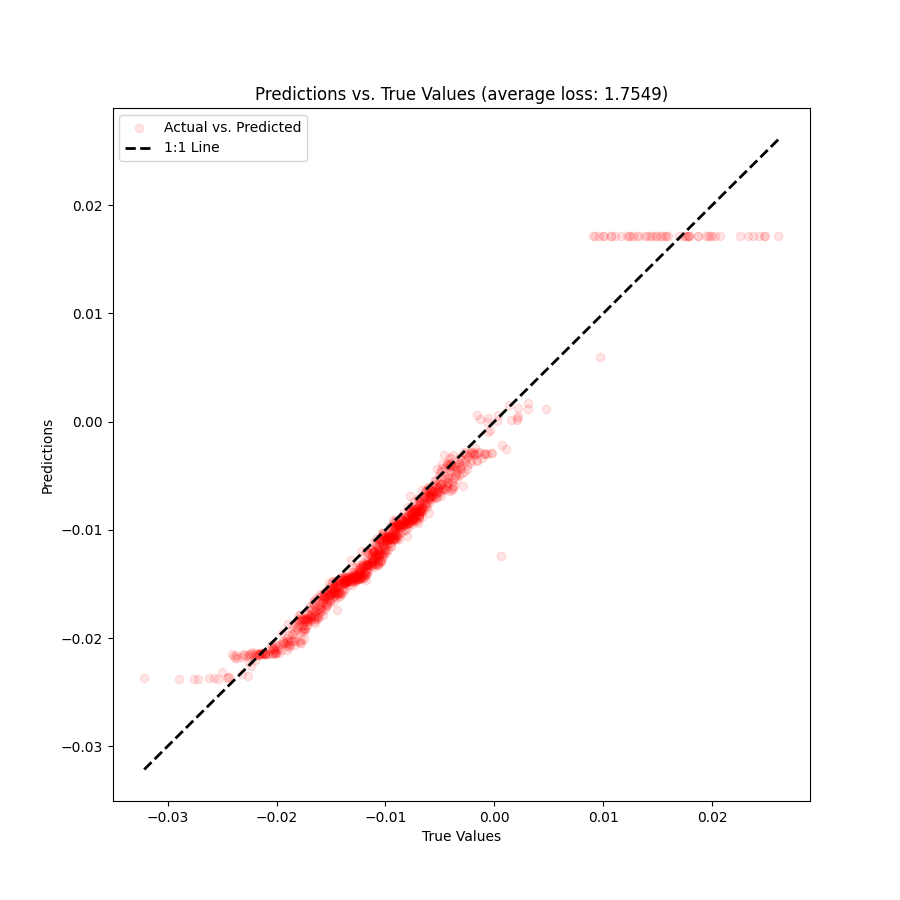 Predictions vs. True Values (average loss: 1.7549)
Actual vs. Predicted
1:1 Line
0.02
0.01
0.00
−0.01
−0.02
−0.03
Predictions
−0.03 −0.02 −0.01 0.00 0.01 0.02
True Values